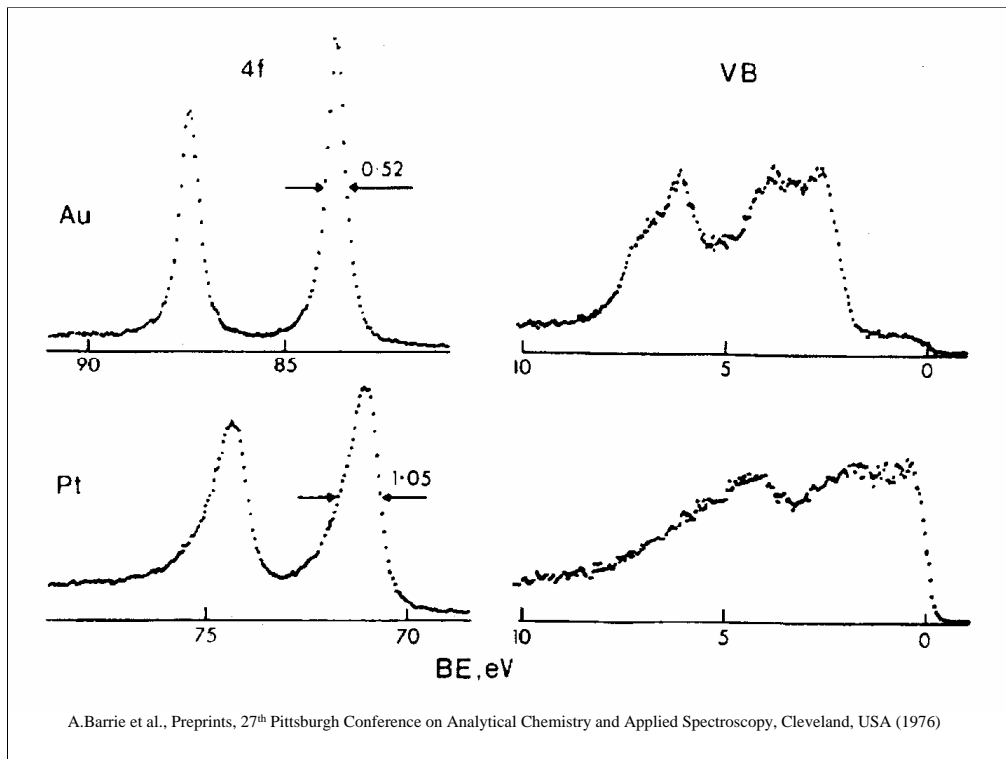 4f
VB
0·52
Au
90
85
10
5
0
Pt
1·05
75
70
10
5
0
BE, eV
A.Barrie et al., Preprints, 27th Pittsburgh Conference on Analytical Chemistry and Applied Spectroscopy, Cleveland, USA (1976)